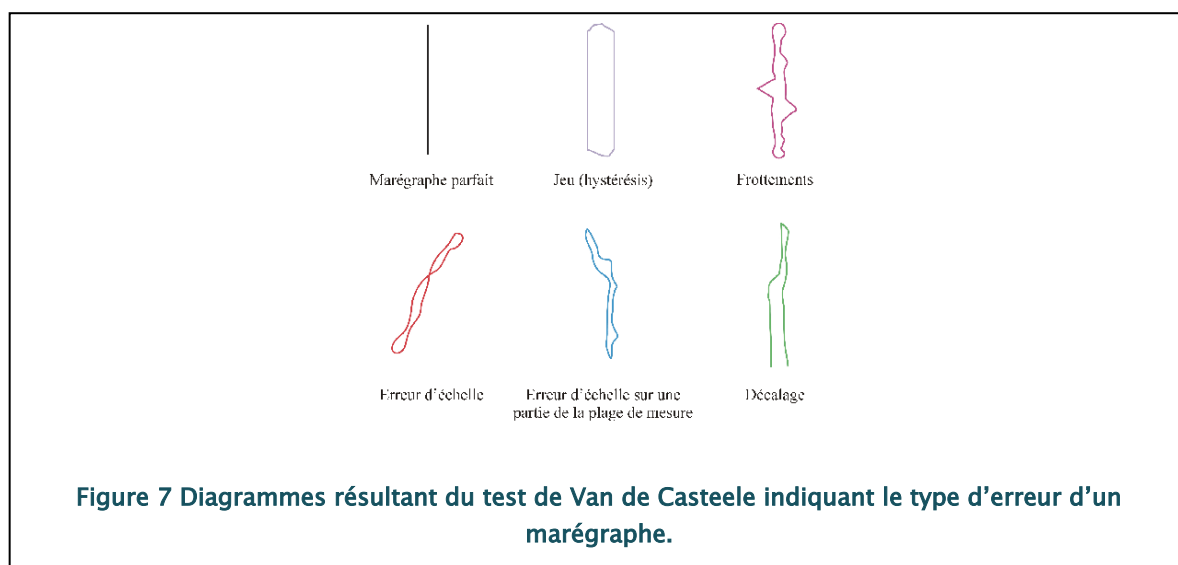 Marégraphe parfait
Jeu (hystérésis)
Frottements
Erreur d'échelle
Erreur d'échelle sur une
partie de la plage de mesure
Décalage
Figure 7 Diagrammes résultant du test de Van de Casteele indiquant le type d'erreur d'un
marégraphe.